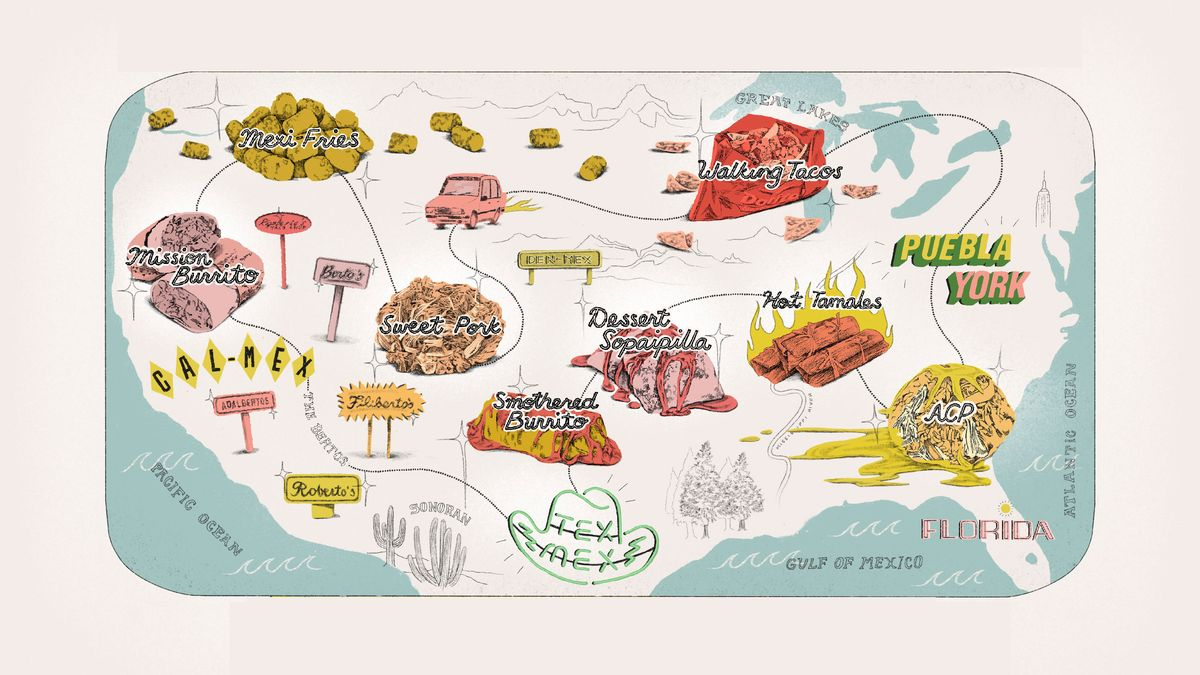 GREAT LAKES
Mexi Fries
Walking Tacos
Berto's
Mission
Burrito
DEN-MEX
PUEBLA
YORK
Hot Tamales
Sweet Pork
Dessert
Sopaipilla
CAL-MEX
ADALBERTOS
Filiberto's
Smothered
Burrito
ACP
ATLANTIC OCEAN
THE BERTOS
Roberto's
PACIFIC OCEAN
SONORAN
TEX
MEX
FLORIDA
GULF OF MEXICO